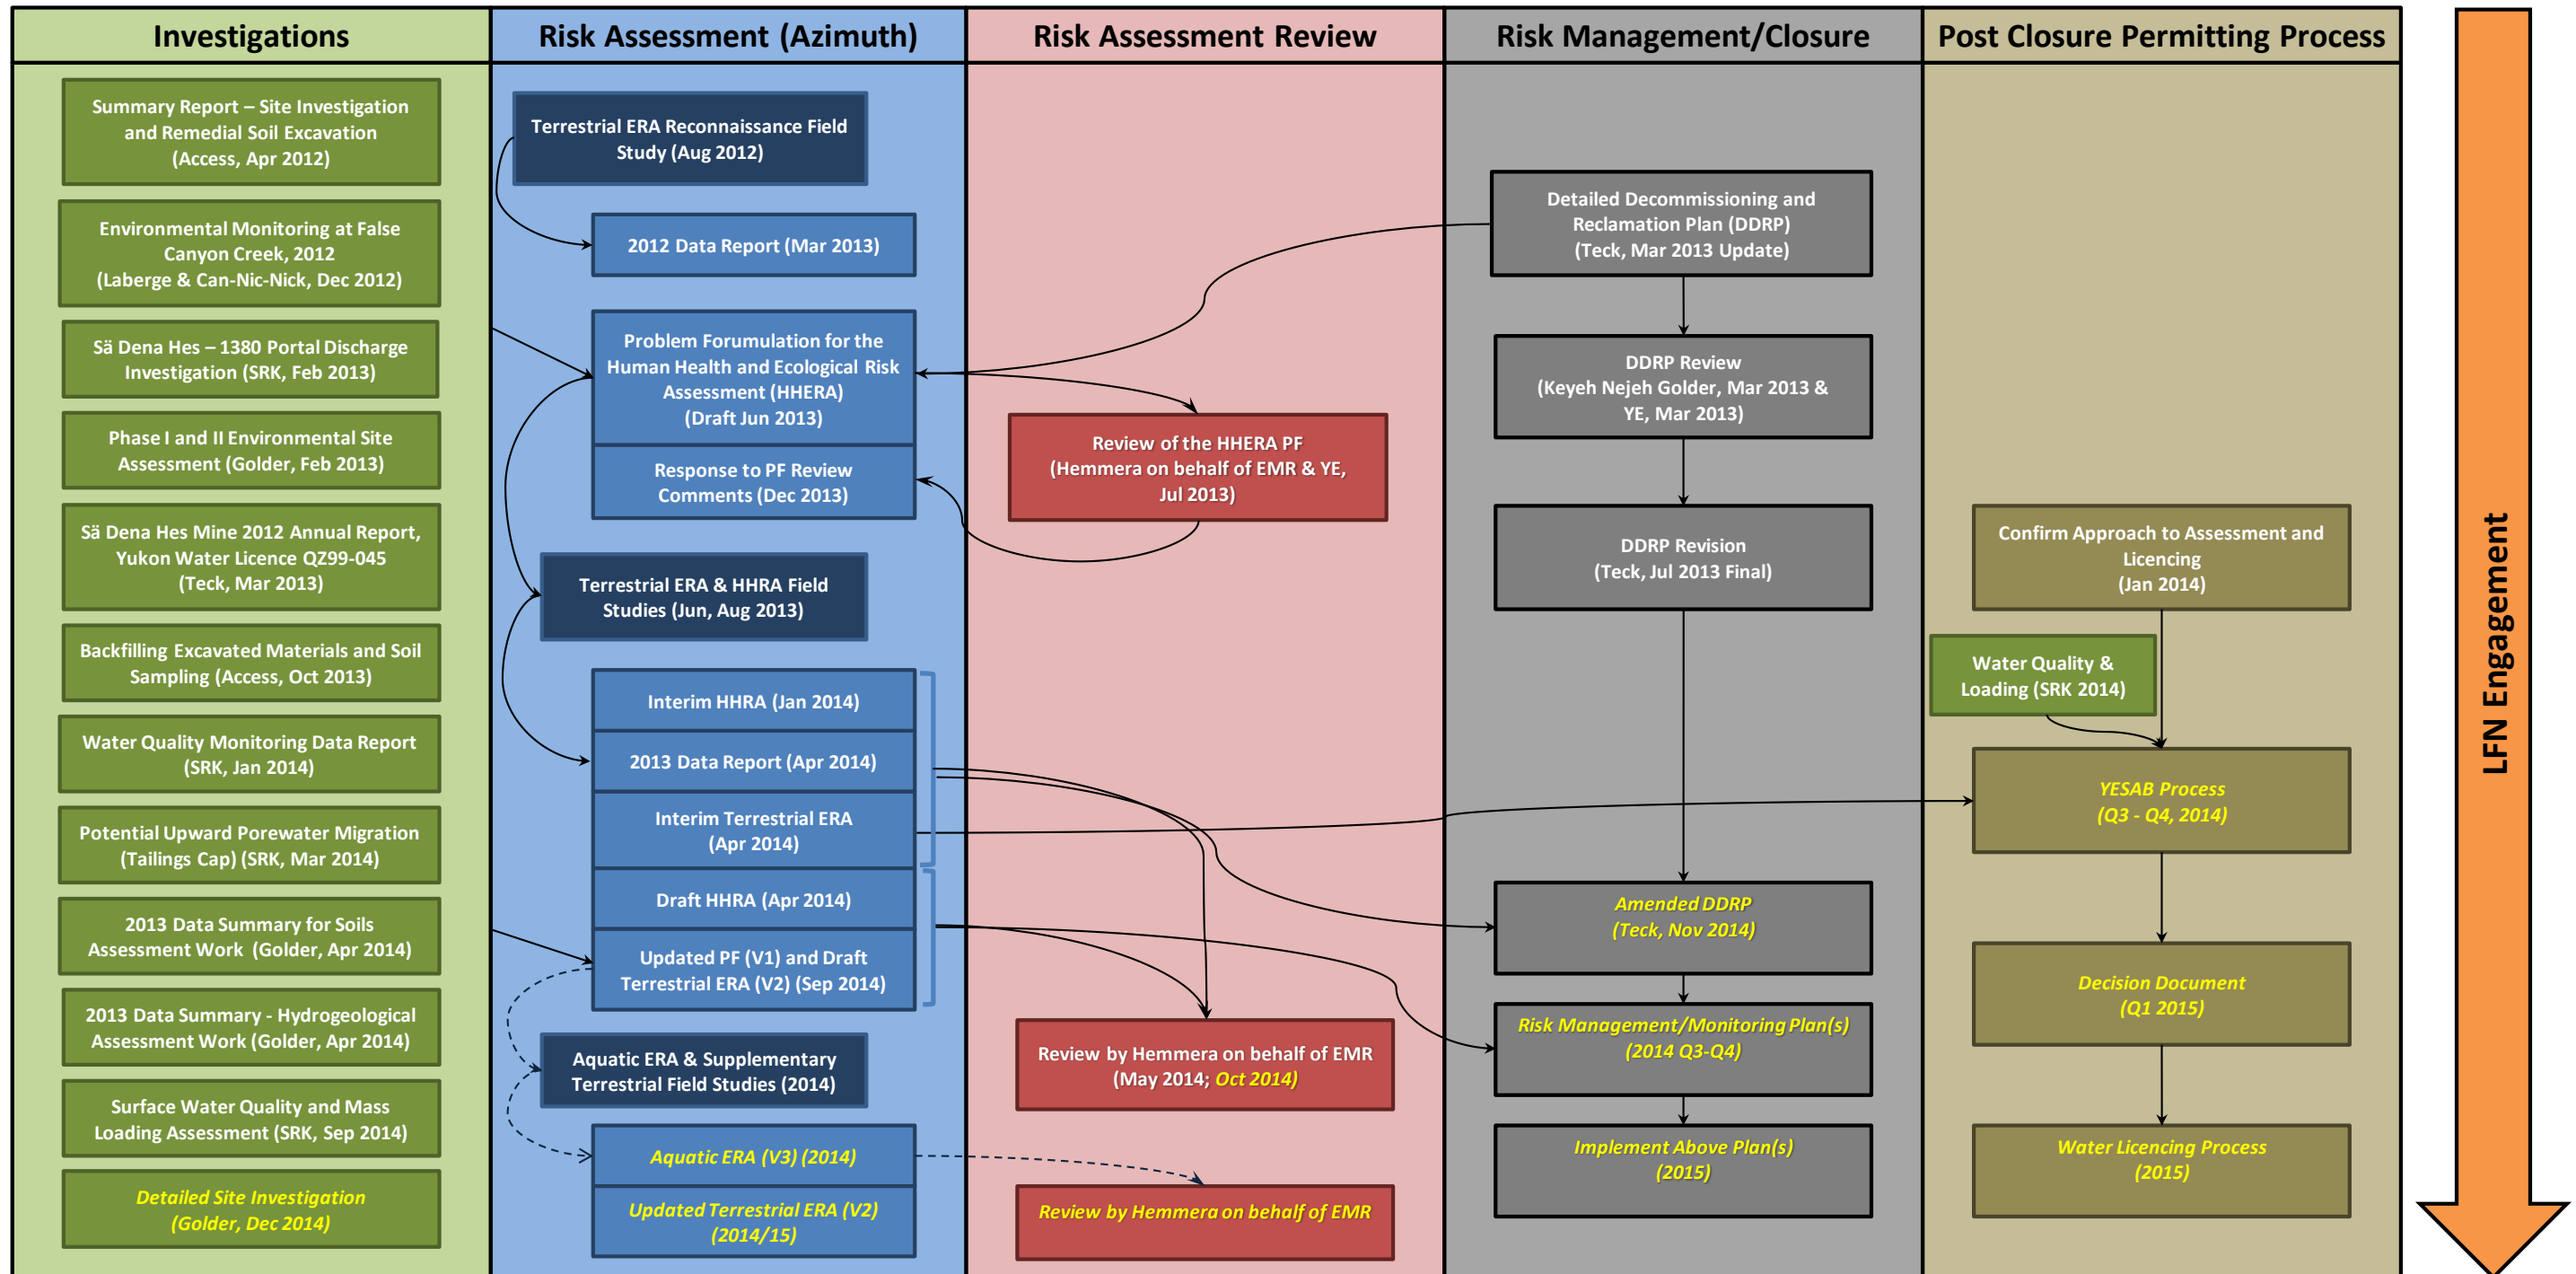 Investigations
Summary Report – Site Investigation
and Remedial Soil Excavation
(Access, Apr 2012)
Environmental Monitoring at False
Canyon Creek, 2012
(Laberge & Can-Nic-Nick, Dec 2012)
Sä Dena Hes – 1380 Portal Discharge
Investigation (SRK, Feb 2013)
Phase I and II Environmental Site
Assessment (Golder, Feb 2013)
Sä Dena Hes Mine 2012 Annual Report,
Yukon Water Licence QZ99-045
(Teck, Mar 2013)
Backfilling Excavated Materials and Soil
Sampling (Access, Oct 2013)
Water Quality Monitoring Data Report
(SRK, Jan 2014)
Potential Upward Porewater Migration
(Tailings Cap) (SRK, Mar 2014)
2013 Data Summary for Soils
Assessment Work (Golder, Apr 2014)
2013 Data Summary - Hydrogeological
Assessment Work (Golder, Apr 2014)
Surface Water Quality and Mass
Loading Assessment (SRK, Sep 2014)
Detailed Site Investigation
(Golder, Dec 2014)
Risk Assessment (Azimuth)
Terrestrial ERA Reconnaissance Field
Study (Aug 2012)
2012 Data Report (Mar 2013)
Problem Forumulation for the
Human Health and Ecological Risk
Assessment (HHERA)
(Draft Jun 2013)
Response to PF Review
Comments (Dec 2013)
Terrestrial ERA & HHRA Field
Studies (Jun, Aug 2013)
Interim HHRA (Jan 2014)
2013 Data Report (Apr 2014)
Interim Terrestrial ERA
(Apr 2014)
Draft HHRA (Apr 2014)
Updated PF (V1) and Draft
Terrestrial ERA (V2) (Sep 2014)
Aquatic ERA & Supplementary
Terrestrial Field Studies (2014)
Aquatic ERA (V3) (2014)
Updated Terrestrial ERA (V2)
(2014/15)
Risk Assessment Review
Review of the HHERA PF
(Hemmera on behalf of EMR & YE,
Jul 2013)
Review by Hemmera on behalf of EMR
(May 2014; Oct 2014)
Review by Hemmera on behalf of EMR
Risk Management/Closure
Detailed Decommissioning and
Reclamation Plan (DDRP)
(Teck, Mar 2013 Update)
DDRP Review
(Keyeh Nejeh Golder, Mar 2013 &
YE, Mar 2013)
DDRP Revision
(Teck, Jul 2013 Final)
Amended DDRP
(Teck, Nov 2014)
Risk Management/Monitoring Plan(s)
(2014 Q3-Q4)
Implement Above Plan(s)
(2015)
Post Closure Permitting Process
Confirm Approach to Assessment and
Licencing
(Jan 2014)
Water Quality &
Loading (SRK 2014)
YESAB Process
(Q3 - Q4, 2014)
Decision Document
(Q1 2015)
Water Licencing Process
(2015)
LFN Engagement